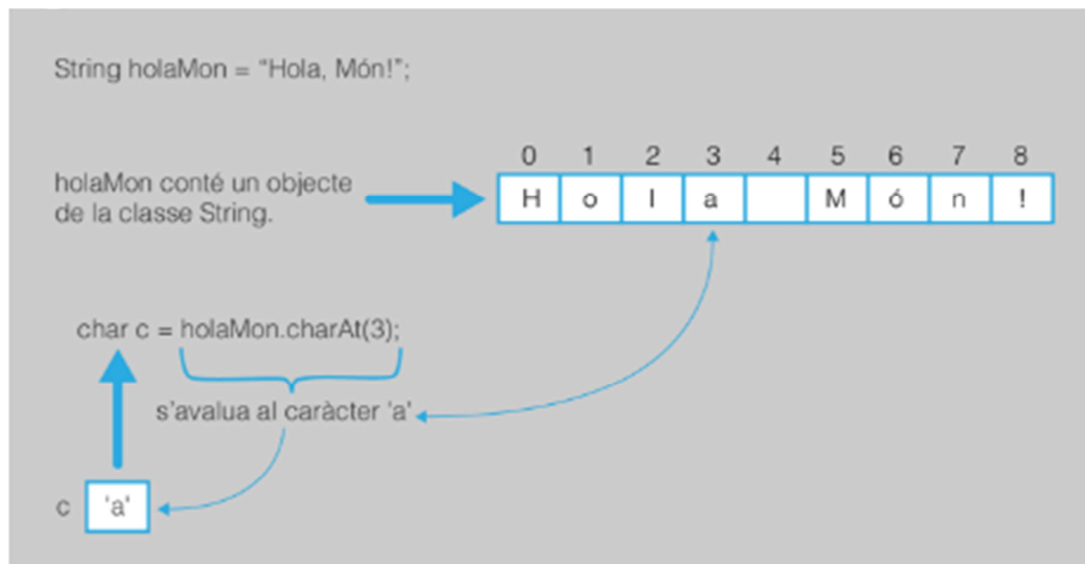 String holaMon = “Hola, Món!”;
0 1 2 3 4 5 6 7 8
holaMon conté un objecte
de la classe String.
H o l a M ó n !
char c = holaMon.charAt(3);
s'avalua al caràcter 'a'
c 'a'